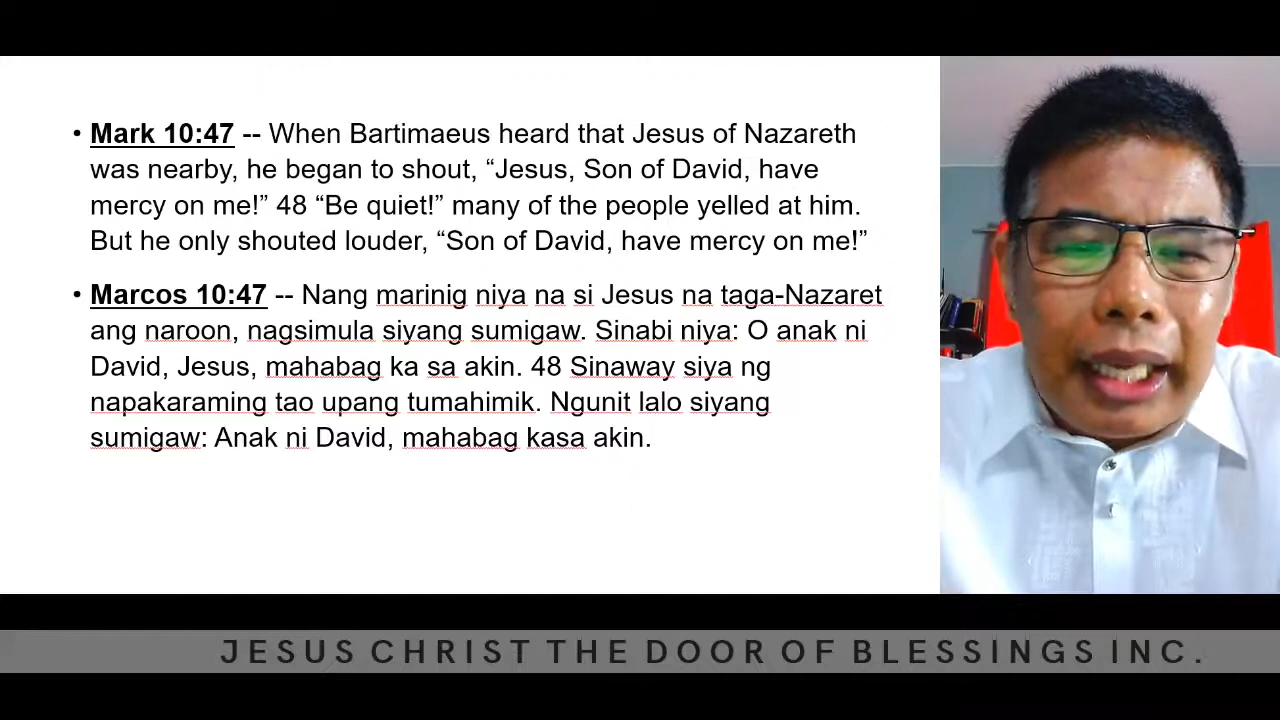 • Mark 10:47 -- When Bartimaeus heard that Jesus of Nazareth
was nearby, he began to shout, “Jesus, Son of David, have
mercy on me!” 48 “Be quiet!” many of the people yelled at him.
But he only shouted louder, “Son of David, have mercy on me!”
• Marcos 10:47 -- Nang marinig niya na si Jesus na taga-Nazaret
ang naroon, nagsimula siyang sumigaw. Sinabi niya: O anak ni
David, Jesus, mahabag ka sa akin. 48 Sinaway siya ng
napakaraming tao upang tumahimik. Ngunit lalo siyang
sumigaw: Anak ni David, mahabag kasa akin.
JESUS CHRIST THE DOOR OF BLESSINGS INC.